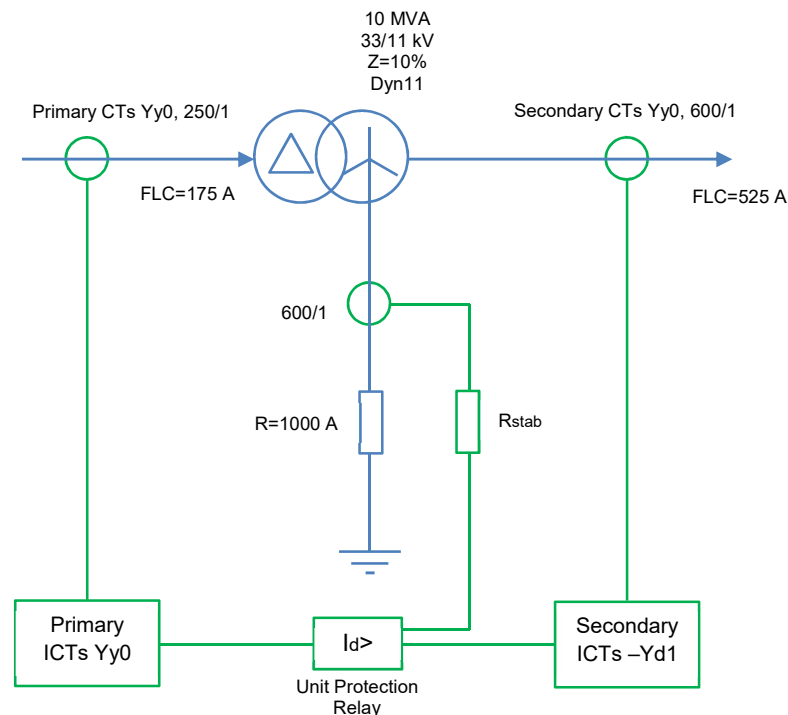 10 MVA
33/11 kV
Z=10%
Dyn11
Primary CTs Yy0, 250/1
Secondary CTs Yy0, 600/1
FLC=175 A
FLC=525 A
600/1
R=1000 A
Rstab
Primary
ICTs Yy0
Id>
Secondary
ICTs –Yd1
Unit Protection
Relay